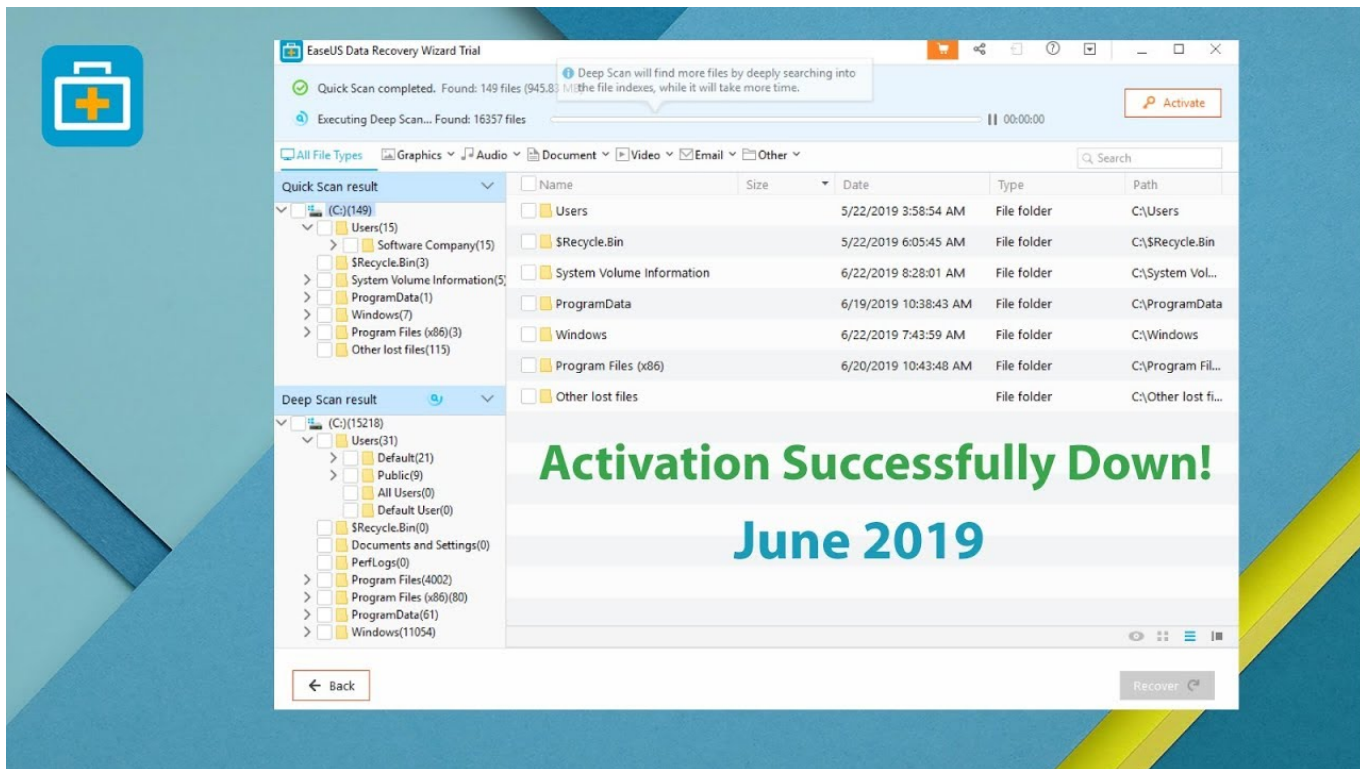 EaseUS Data Recovery Wizard Trial
Deep Scan will find more files by deeply searching into
the file indexes, while it will take more time.
Quick Scan completed. Found: 149 files (945.83
Executing Deep Scan... Found: 16357 files
00:00:00
Activate
All File Types Graphics Audio Document Video Email Other
Search
Quick Scan result
(C:)(149)
Users(15)
Software Company(15)
$Recycle.Bin(3)
System Volume Information(5)
ProgramData(1)
Windows(7)
Program Files (x86)(3)
Other lost files(115)
Deep Scan result
(C:)(15218)
Users(31)
Default(21)
Public(9)
All Users(0)
Default User(0)
$Recycle.Bin(0)
Documents and Settings(0)
PerfLogs(0)
Program Files(4002)
Program Files (x86)(80)
ProgramData(61)
Windows(11054)
Name Size Date Type Path
Users 5/22/2019 3:58:54 AM File folder C:\Users
$Recycle.Bin 5/22/2019 6:05:45 AM File folder C:\$Recycle.Bin
System Volume Information 6/22/2019 8:28:01 AM File folder C:\System Vol...
ProgramData 6/19/2019 10:38:43 AM File folder C:\ProgramData
Windows 6/22/2019 7:43:59 AM File folder C:\Windows
Program Files (x86) 6/20/2019 10:43:48 AM File folder C:\Program Fil...
Other lost files File folder C:\Other lost fi...
Activation Successfully Down!
June 2019
Back
Recover